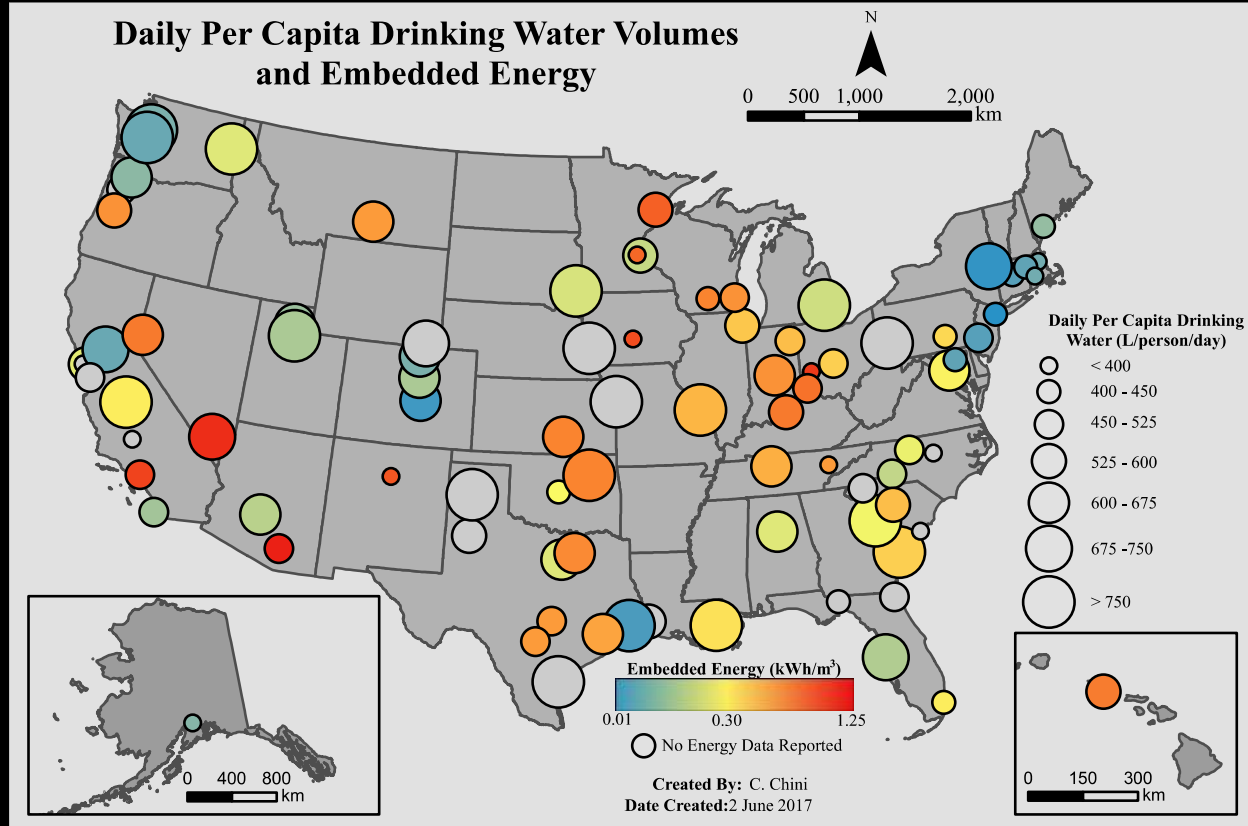 Daily Per Capita Drinking Water Volumes
and Embedded Energy
N
0 500 1,000 2,000
km
Daily Per Capita Drinking
Water (L/person/day)
< 400
400 - 450
450 - 525
525 - 600
600 - 675
675 -750
> 750
Embedded Energy (kWh/m³)
0.01 0.30 1.25
No Energy Data Reported
Created By: C. Chini
Date Created:2 June 2017
0 400 800
km
0 150 300
km